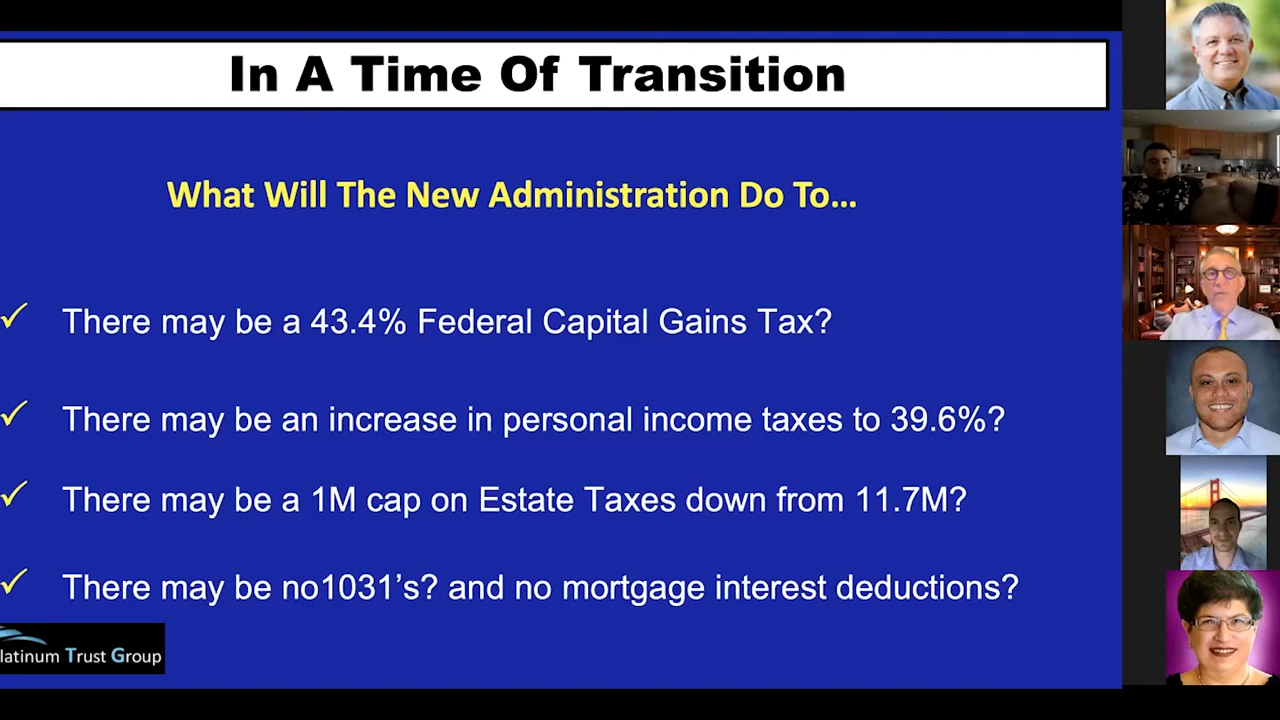 In A Time Of Transition
What Will The New Administration Do To...
There may be a 43.4% Federal Capital Gains Tax?
There may be an increase in personal income taxes to 39.6%?
There may be a 1M cap on Estate Taxes down from 11.7M?
There may be no1031’s? and no mortgage interest deductions?
latinum Trust Group